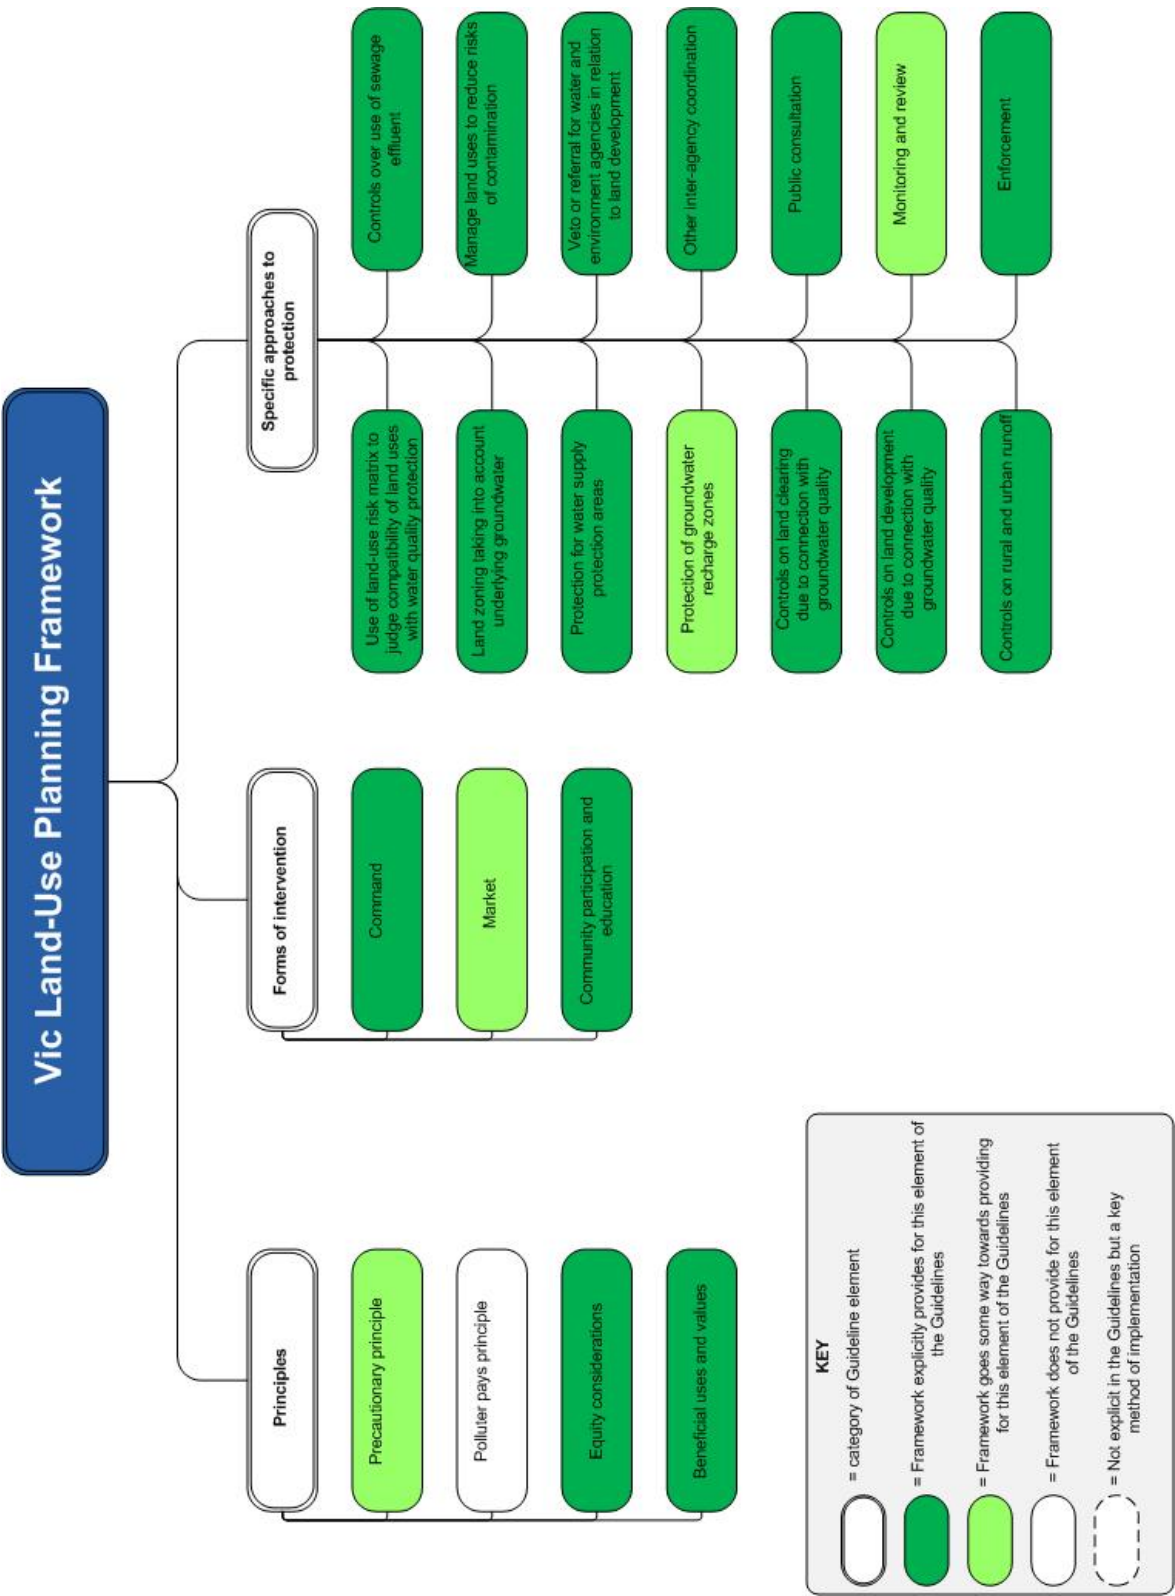 Vic Land-Use Planning Framework
Principles
Precautionary principle
Polluter pays principle
Equity considerations
Beneficial uses and values
Forms of intervention
Command
Market
Community participation and
education
Specific approaches to
protection
Use of land-use risk matrix to
judge compatibility of land uses
with water quality protection
Land zoning taking into account
underlying groundwater
Protection for water supply
protection areas
Protection of groundwater
recharge zones
Controls on land clearing
due to connection with
groundwater quality
Controls on land development
due to connection with
groundwater quality
Controls on rural and urban runoff
Controls over use of sewage
effluent
Manage land uses to reduce risks
of contamination
Veto or referral for water and
environment agencies in relation
to land development
Other inter-agency coordination
Public consultation
Monitoring and review
Enforcement
KEY
= category of Guideline element
= Framework explicitly provides for this element of
the Guidelines
= Framework goes some way towards providing
for this element of the Guidelines
= Framework does not provide for this element
of the Guidelines
= Not explicit in the Guidelines but a key
method of implementation